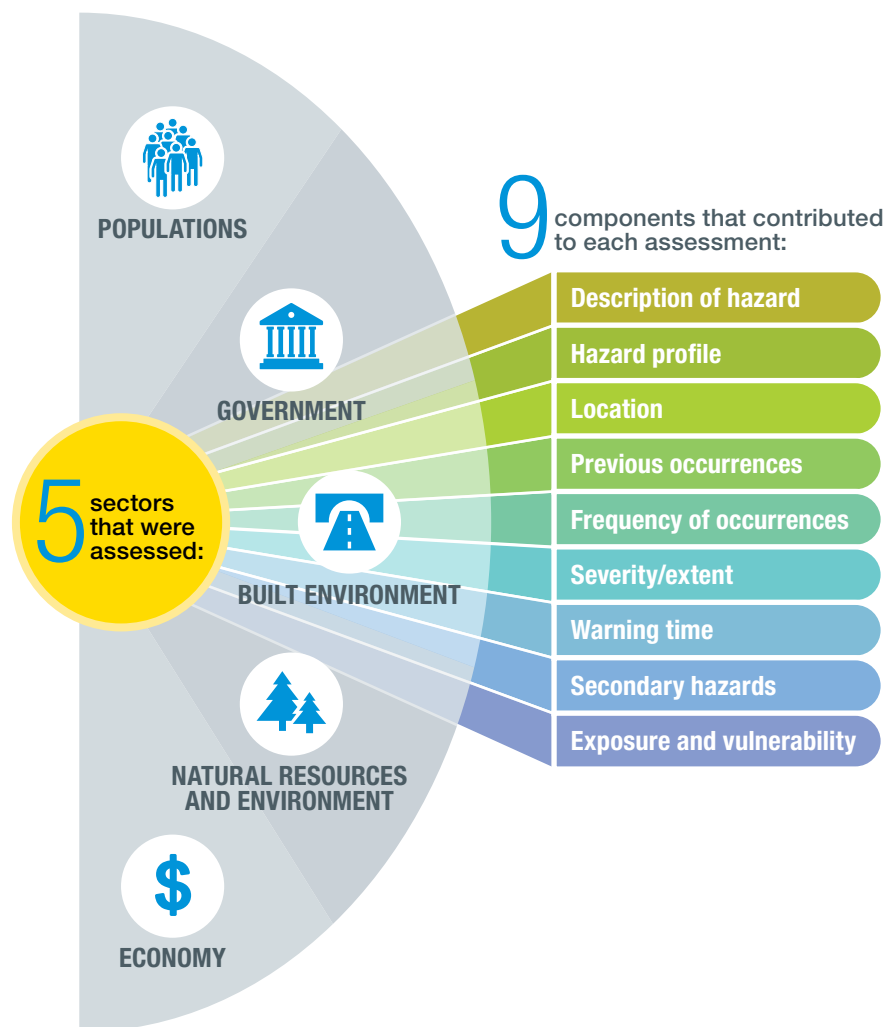 5 sectors
that were
assessed:
POPULATIONS
GOVERNMENT
BUILT ENVIRONMENT
NATURAL RESOURCES
AND ENVIRONMENT
$
ECONOMY
9 components that contributed
to each assessment:
Description of hazard
Hazard profile
Location
Previous occurrences
Frequency of occurrences
Severity/extent
Warning time
Secondary hazards
Exposure and vulnerability